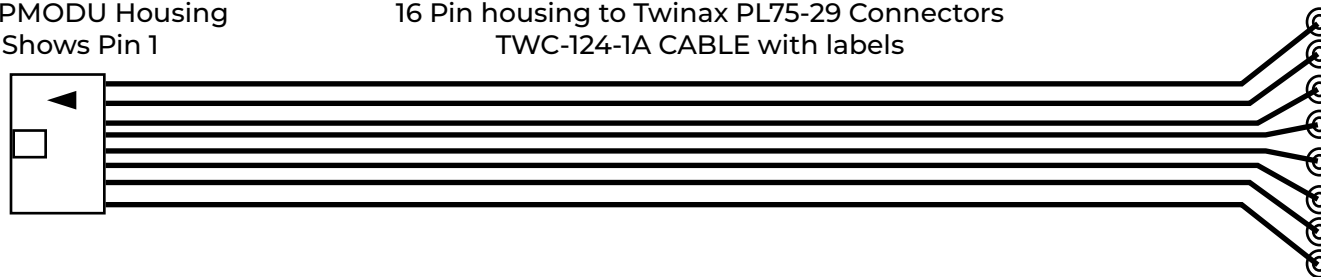 PMODU Housing
Shows Pin 1
16 Pin housing to Twinax PL75-29 Connectors
TWC-124-1A CABLE with labels